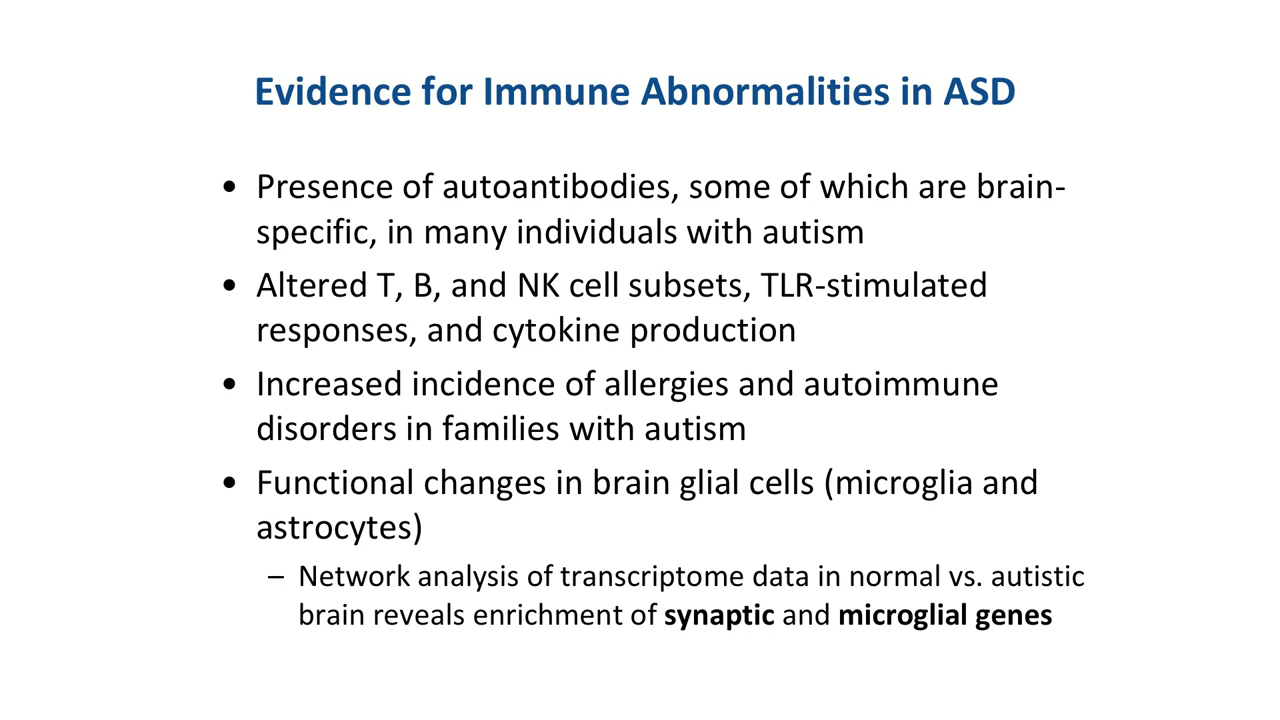 Evidence for Immune Abnormalities in ASD
• Presence of autoantibodies, some of which are brain-
specific, in many individuals with autism
• Altered T, B, and NK cell subsets, TLR-stimulated
responses, and cytokine production
• Increased incidence of allergies and autoimmune
disorders in families with autism
• Functional changes in brain glial cells (microglia and
astrocytes)
– Network analysis of transcriptome data in normal vs. autistic
brain reveals enrichment of synaptic and microglial genes